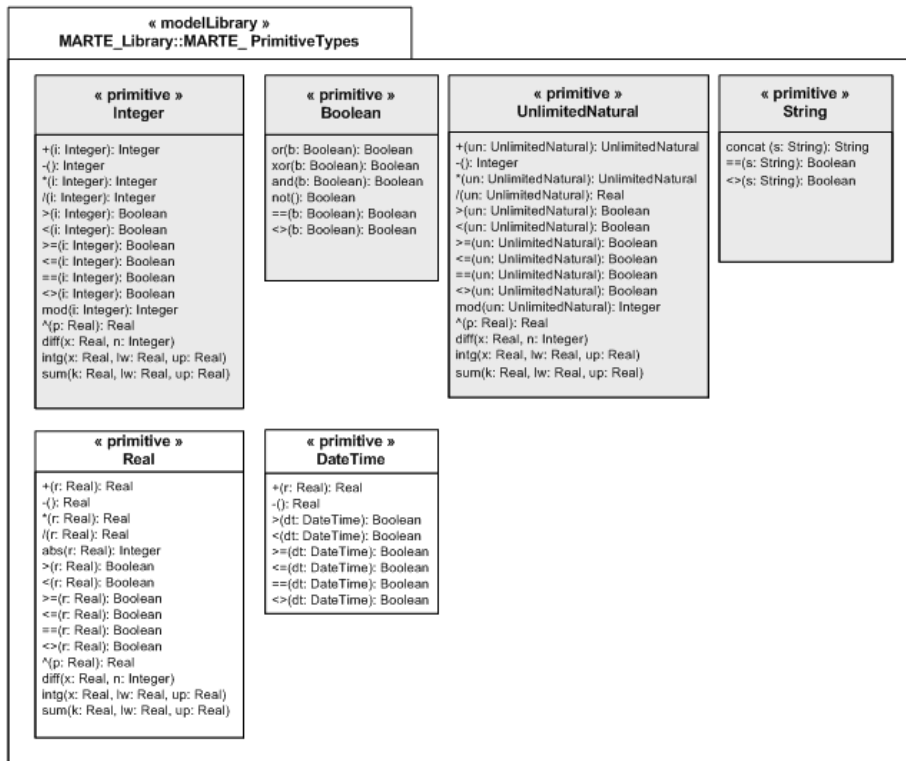 « modelLibrary »
MARTE_Library::MARTE_ PrimitiveTypes
« primitive »
Integer
+(i: Integer): Integer
-(): Integer
*(i: Integer): Integer
/(i: Integer): Integer
>(i: Integer): Boolean
<(i: Integer): Boolean
>=(i: Integer): Boolean
<=(i: Integer): Boolean
==(i: Integer): Boolean
<>(i: Integer): Boolean
mod(i: Integer): Integer
^(p: Real): Real
diff(x: Real, n: Integer)
intg(x: Real, lw: Real, up: Real)
sum(k: Real, lw: Real, up: Real)
« primitive »
Boolean
or(b: Boolean): Boolean
xor(b: Boolean): Boolean
and(b: Boolean): Boolean
not(): Boolean
==(b: Boolean): Boolean
<>(b: Boolean): Boolean
« primitive »
UnlimitedNatural
+(un: UnlimitedNatural): UnlimitedNatural
-(): Integer
*(un: UnlimitedNatural): UnlimitedNatural
/(un: UnlimitedNatural): Real
>(un: UnlimitedNatural): Boolean
<(un: UnlimitedNatural): Boolean
>=(un: UnlimitedNatural): Boolean
<=(un: UnlimitedNatural): Boolean
==(un: UnlimitedNatural): Boolean
<>(un: UnlimitedNatural): Boolean
mod(un: UnlimitedNatural): Integer
^(p: Real): Real
diff(x: Real, n: Integer)
intg(x: Real, lw: Real, up: Real)
sum(k: Real, lw: Real, up: Real)
« primitive »
String
concat (s: String): String
==(s: String): Boolean
<>(s: String): Boolean
« primitive »
Real
+(r: Real): Real
-(): Real
*(r: Real): Real
/(r: Real): Real
abs(r: Real): Integer
>(r: Real): Boolean
<(r: Real): Boolean
>=(r: Real): Boolean
<=(r: Real): Boolean
==(r: Real): Boolean
<>(r: Real): Boolean
^(p: Real): Real
diff(x: Real, n: Integer)
intg(x: Real, lw: Real, up: Real)
sum(k: Real, lw: Real, up: Real)
« primitive »
DateTime
+(r: Real): Real
-(): Real
>(dt: DateTime): Boolean
<(dt: DateTime): Boolean
>=(dt: DateTime): Boolean
<=(dt: DateTime): Boolean
==(dt: DateTime): Boolean
<>(dt: DateTime): Boolean